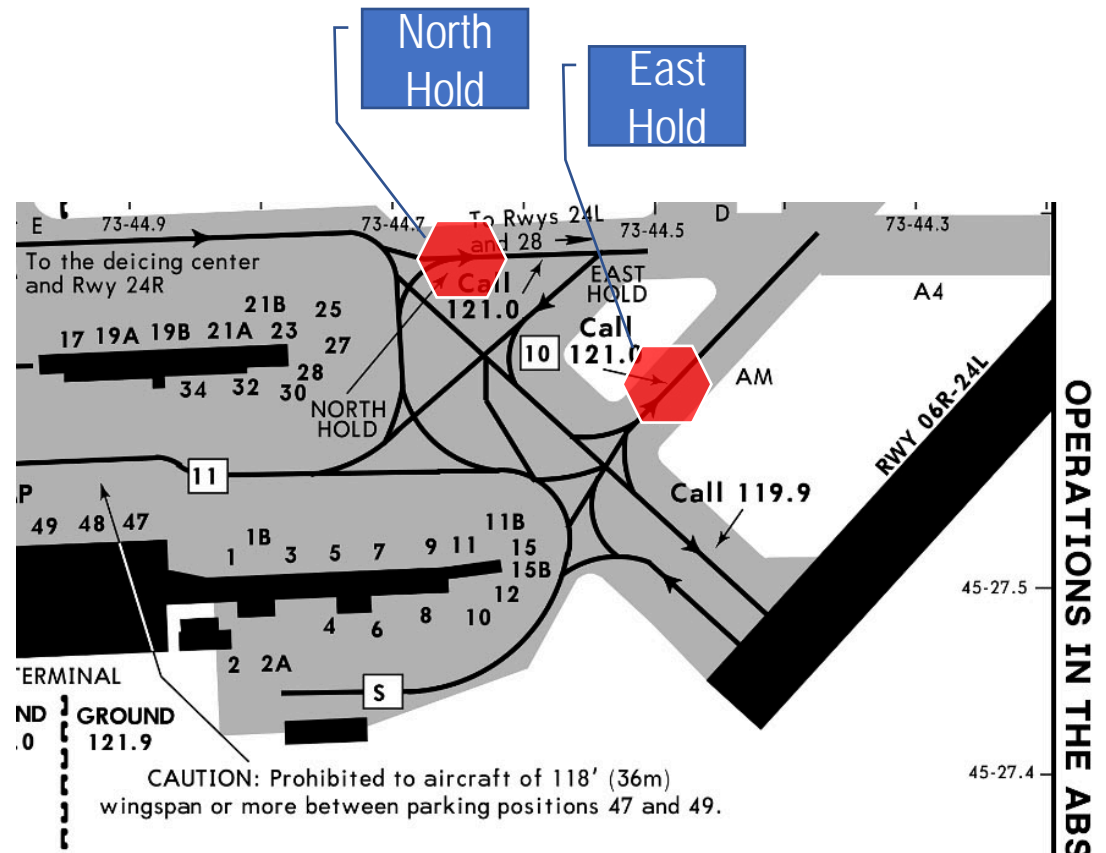 North
Hold
East
Hold
E
73-44.9
73-44.7
To Rwys 24L
and 28
73-44.5
D
73-44.3
To the deicing center
and Rwy 24R
Call
121.0
EAST
HOLD
Call
121.0
A4
21B
25
17
19A
19B
21A
23
27
28
34
32
30
10
AM
NORTH
HOLD
RWY 06R-24L
11
Call 119.9
AP
49
48
47
1
1B
3
5
7
9
11
11B
15
15B
12
4
6
8
10
45-27.5
2
2A
S
TERMINAL
ND
.0
GROUND
121.9
CAUTION: Prohibited to aircraft of 118' (36m)
wingspan or more between parking positions 47 and 49.
45-27.4
OPERATIONS IN THE ABS